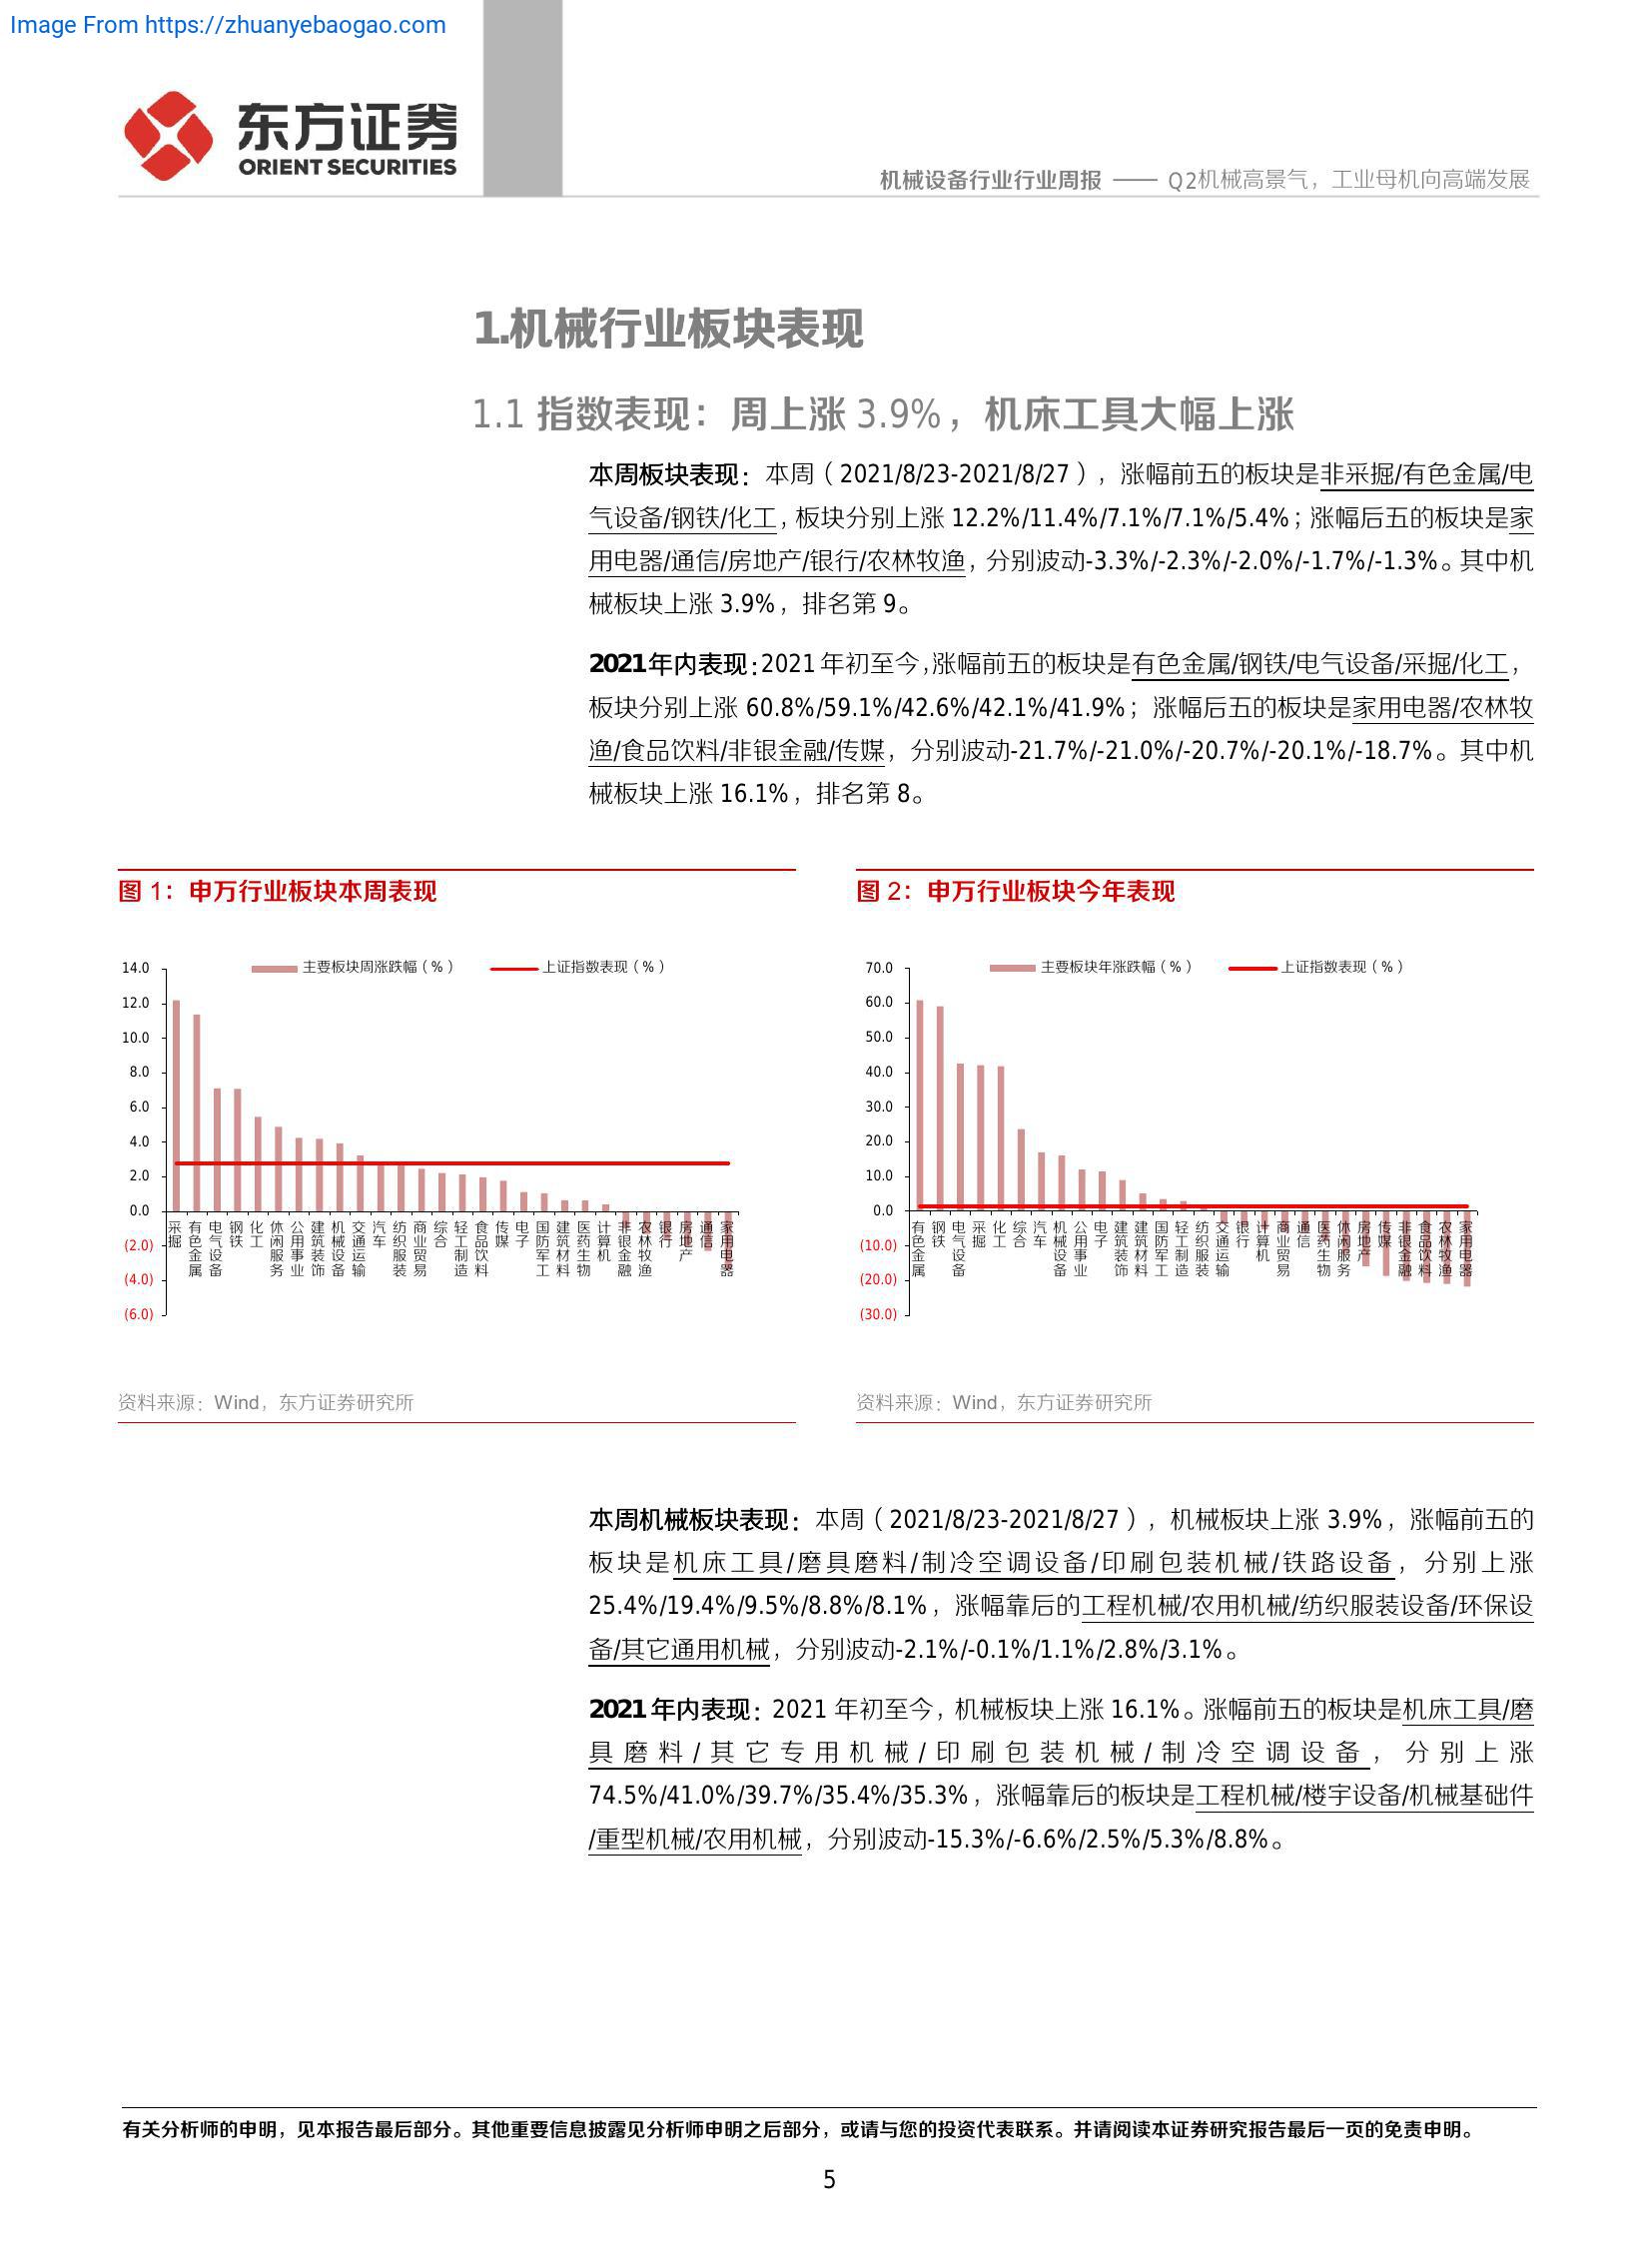 Image From https://zhuanyebaogao.com
东方证券
ORIENT SECURITIES
机械设备行业行业周报 —— Q2机械高景气，工业母机向高端发展
1.机械行业板块表现
1.1 指数表现：周上涨 3.9%，机床工具大幅上涨
本周板块表现：本周（2021/8/23-2021/8/27），涨幅前五的板块是非采掘/有色金属/电
气设备/钢铁/化工，板块分别上涨 12.2%/11.4%/7.1%/7.1%/5.4%；涨幅后五的板块是家
用电器/通信/房地产/银行/农林牧渔，分别波动-3.3%/-2.3%/-2.0%/-1.7%/-1.3%。其中机
械板块上涨 3.9%，排名第 9。
2021年内表现：2021 年初至今，涨幅前五的板块是有色金属/钢铁/电气设备/采掘/化工，
板块分别上涨 60.8%/59.1%/42.6%/42.1%/41.9%；涨幅后五的板块是家用电器/农林牧
渔/食品饮料/非银金融/传媒，分别波动-21.7%/-21.0%/-20.7%/-20.1%/-18.7%。其中机
械板块上涨 16.1%，排名第 8。
图 1：申万行业板块本周表现
主要板块周涨跌幅（%）
上证指数表现（%）
14.0
12.0
10.0
8.0
6.0
4.0
2.0
0.0
(2.0)
(4.0)
(6.0)
采掘
有色金属
电气设备
钢铁
化工
休闲服务
公用事业
建筑装饰
机械设备
交通运输
汽车
纺织服装
商业贸易
综合
轻工制造
食品饮料
传媒
电子
国防军工
建筑材料
医药生物
计算机
非银金融
农林牧渔
银行
房地产
通信
家用电器
资料来源：Wind，东方证券研究所
图 2：申万行业板块今年表现
主要板块年涨跌幅（%）
上证指数表现（%）
70.0
60.0
50.0
40.0
30.0
20.0
10.0
0.0
(10.0)
(20.0)
(30.0)
有色金属
钢铁
电气设备
采掘
化工
综合
汽车
机械设备
公用事业
电子
建筑装饰
建筑材料
国防军工
轻工制造
纺织服装
交通运输
银行
计算机
商业贸易
通信
医药生物
休闲服务
房地产
传媒
非银金融
食品饮料
农林牧渔
家用电器
资料来源：Wind，东方证券研究所
本周机械板块表现：本周（2021/8/23-2021/8/27），机械板块上涨 3.9%，涨幅前五的
板块是机床工具/磨具磨料/制冷空调设备/印刷包装机械/铁路设备，分别上涨
25.4%/19.4%/9.5%/8.8%/8.1%，涨幅靠后的工程机械/农用机械/纺织服装设备/环保设
备/其它通用机械，分别波动-2.1%/-0.1%/1.1%/2.8%/3.1%。
2021 年内表现：2021 年初至今，机械板块上涨 16.1%。涨幅前五的板块是机床工具/磨
具磨料/其它专用机械/印刷包装机械/制冷空调设备，分别上涨
74.5%/41.0%/39.7%/35.4%/35.3%，涨幅靠后的板块是工程机械/楼宇设备/机械基础件
/重型机械/农用机械，分别波动-15.3%/-6.6%/2.5%/5.3%/8.8%。
有关分析师的申明，见本报告最后部分。其他重要信息披露见分析师申明之后部分，或请与您的投资代表联系。并请阅读本证券研究报告最后一页的免责申明。
5